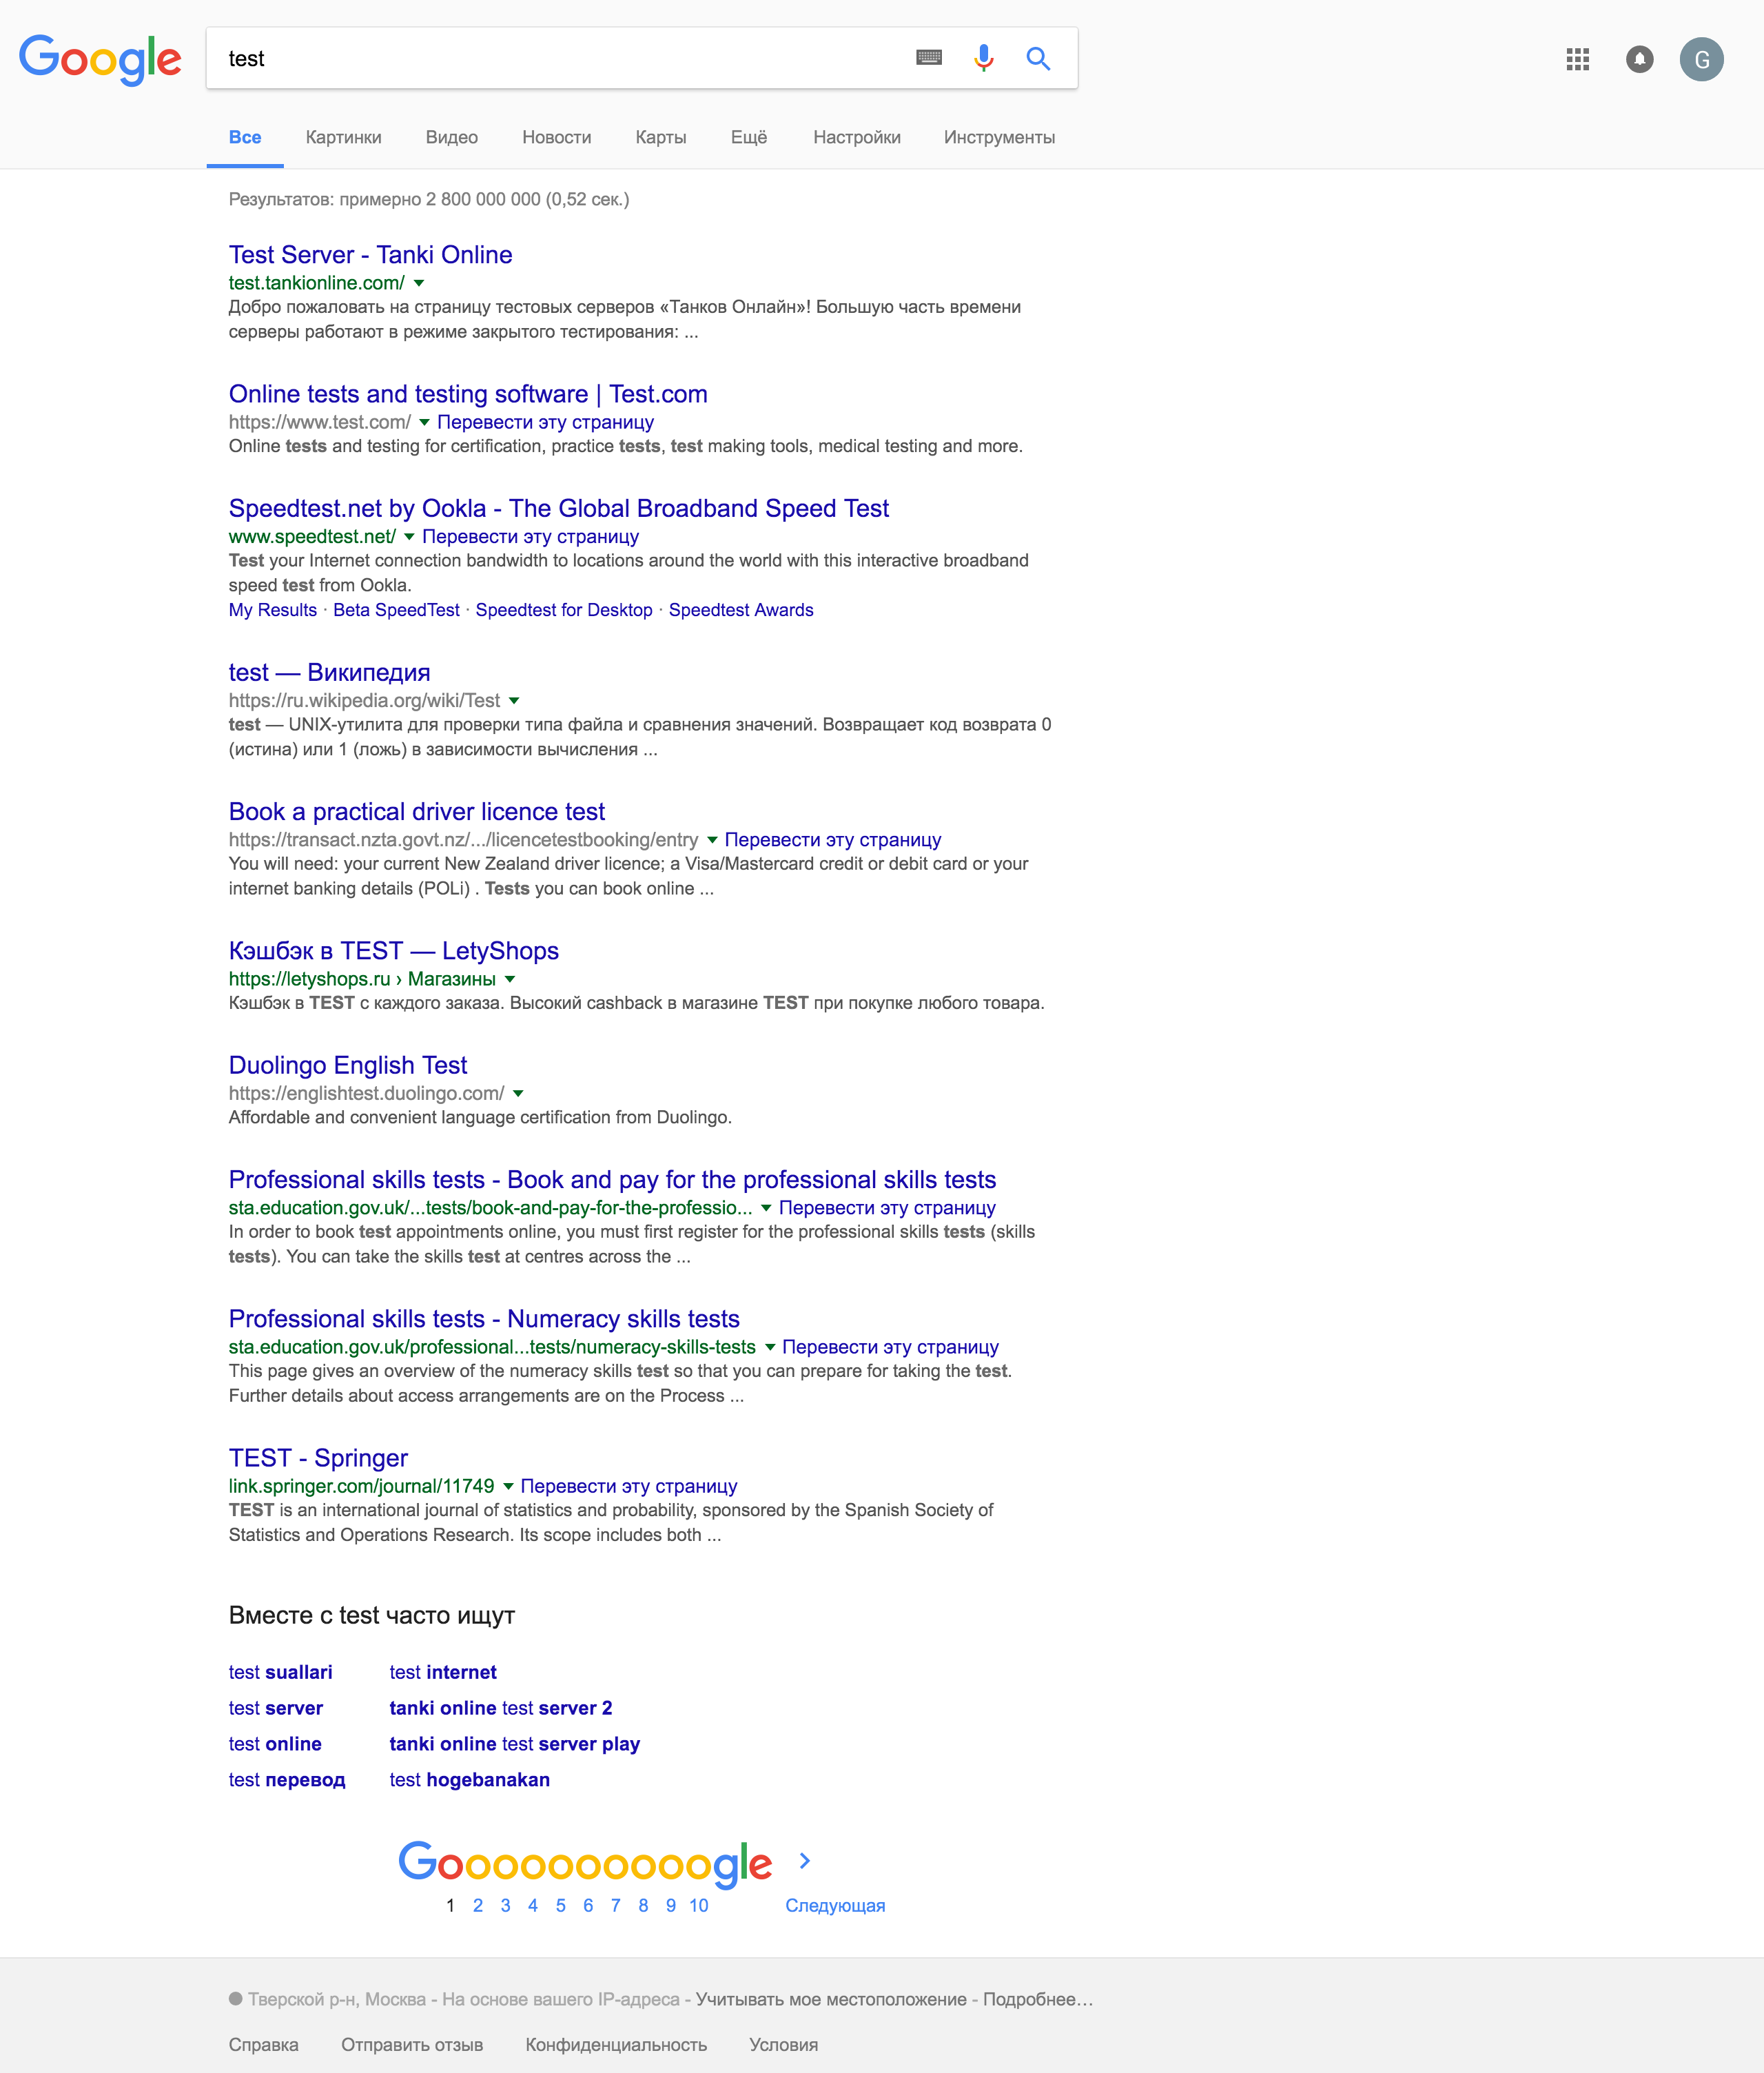 Google
test
G
Все Картинки Видео Новости Карты Ещё Настройки Инструменты
Результатов: примерно 2 800 000 000 (0,52 сек.)
Test Server - Tanki Online
test.tankionline.com/
Добро пожаловать на страницу тестовых серверов «Танков Онлайн»! Большую часть времени
серверы работают в режиме закрытого тестирования: ...
Online tests and testing software | Test.com
https://www.test.com/ Перевести эту страницу
Online tests and testing for certification, practice tests, test making tools, medical testing and more.
Speedtest.net by Ookla - The Global Broadband Speed Test
www.speedtest.net/ Перевести эту страницу
Test your Internet connection bandwidth to locations around the world with this interactive broadband
speed test from Ookla.
My Results · Beta SpeedTest · Speedtest for Desktop · Speedtest Awards
test — Википедия
https://ru.wikipedia.org/wiki/Test
test — UNIX-утилита для проверки типа файла и сравнения значений. Возвращает код возврата 0
(истина) или 1 (ложь) в зависимости вычисления ...
Book a practical driver licence test
https://transact.nzta.govt.nz/.../licencetestbooking/entry Перевести эту страницу
You will need: your current New Zealand driver licence; a Visa/Mastercard credit or debit card or your
internet banking details (POLi) . Tests you can book online ...
Кэшбэк в TEST — LetyShops
https://letyshops.ru › Магазины
Кэшбэк в TEST с каждого заказа. Высокий cashback в магазине TEST при покупке любого товара.
Duolingo English Test
https://englishtest.duolingo.com/
Affordable and convenient language certification from Duolingo.
Professional skills tests - Book and pay for the professional skills tests
sta.education.gov.uk/...tests/book-and-pay-for-the-professio... Перевести эту страницу
In order to book test appointments online, you must first register for the professional skills tests (skills
tests). You can take the skills test at centres across the ...
Professional skills tests - Numeracy skills tests
sta.education.gov.uk/professional...tests/numeracy-skills-tests Перевести эту страницу
This page gives an overview of the numeracy skills test so that you can prepare for taking the test.
Further details about access arrangements are on the Process ...
TEST - Springer
link.springer.com/journal/11749 Перевести эту страницу
TEST is an international journal of statistics and probability, sponsored by the Spanish Society of
Statistics and Operations Research. Its scope includes both ...
Вместе с test часто ищут
test suallari test internet
test server tanki online test server 2
test online tanki online test server play
test перевод test hogebanakan
Goooooooooogle
1 2 3 4 5 6 7 8 9 10 Следующая
Тверской р-н, Москва - На основе вашего IP-адреса - Учитывать мое местоположение - Подробнее…
Справка Отправить отзыв Конфиденциальность Условия